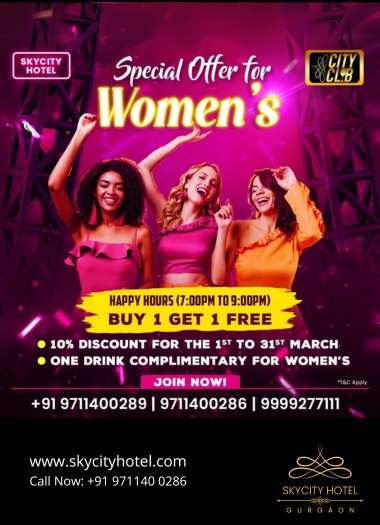 SKYCITY
HOTEL
CITY
CLUB
Special Offer for
Women's
HAPPY HOURS (7:00PM TO 9:00PM)
BUY 1 GET 1 FREE
10% DISCOUNT FOR THE 1ST TO 31ST MARCH
ONE DRINK COMPLIMENTARY FOR WOMEN'S
JOIN NOW!
*T&C Apply
+91 9711400289 | 9711400286 | 9999277111
www.skycityhotel.com
Call Now: +91 971140 0286
SKYCITY HOTEL
GURGAON